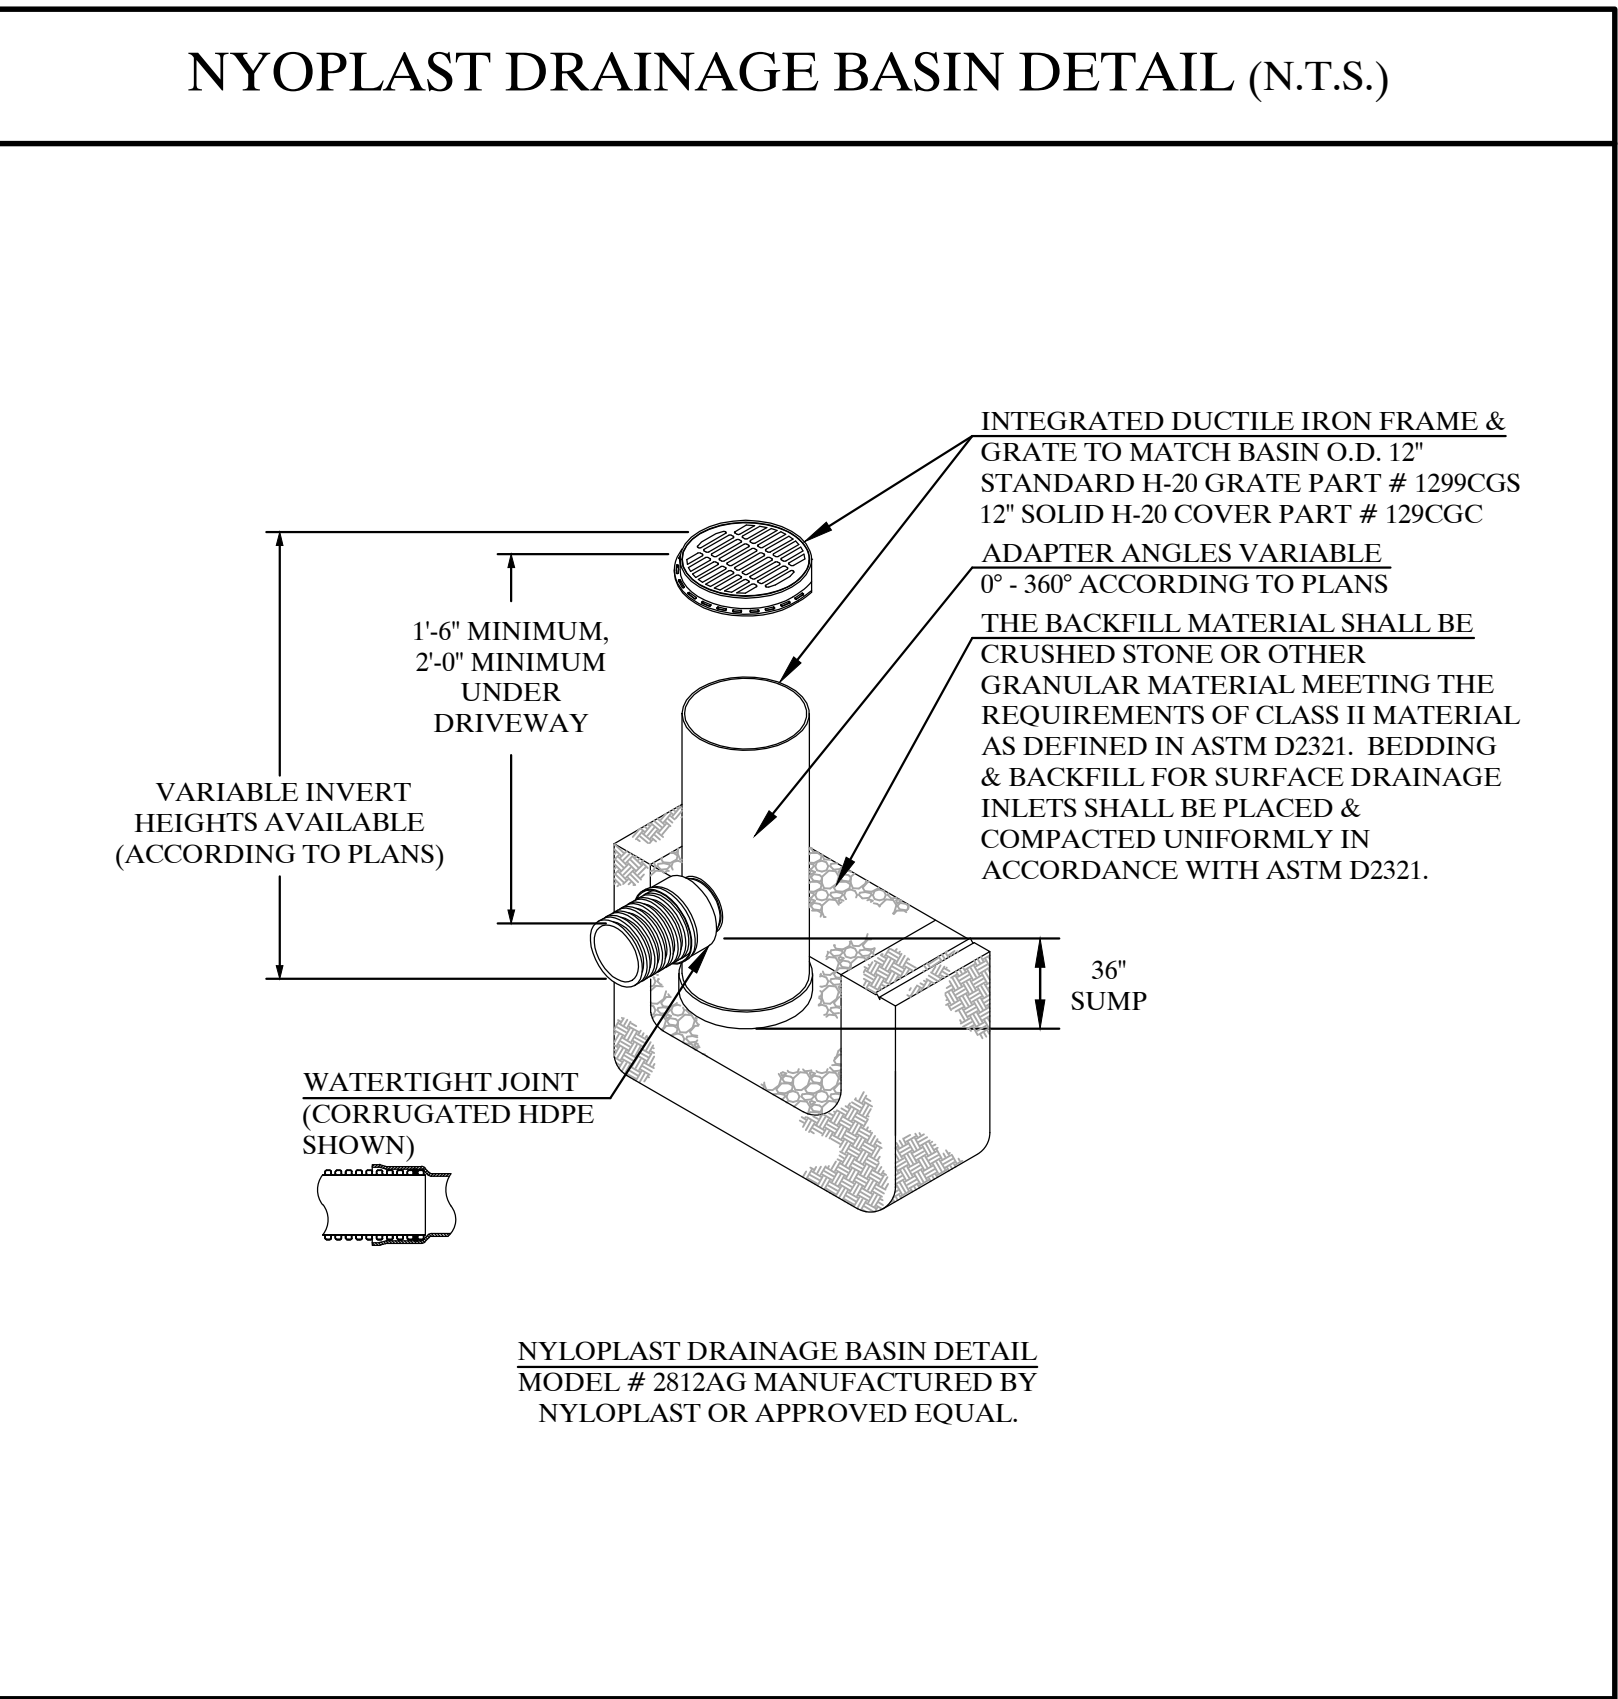 NYOPLAST DRAINAGE BASIN DETAIL (N.T.S.)
INTEGRATED DUCTILE IRON FRAME &
GRATE TO MATCH BASIN O.D. 12"
STANDARD H-20 GRATE PART # 1299CGS
12" SOLID H-20 COVER PART # 129CGC
ADAPTER ANGLES VARIABLE
0° - 360° ACCORDING TO PLANS
THE BACKFILL MATERIAL SHALL BE
CRUSHED STONE OR OTHER
GRANULAR MATERIAL MEETING THE
REQUIREMENTS OF CLASS II MATERIAL
AS DEFINED IN ASTM D2321. BEDDING
& BACKFILL FOR SURFACE DRAINAGE
INLETS SHALL BE PLACED &
COMPACTED UNIFORMLY IN
ACCORDANCE WITH ASTM D2321.
1'-6" MINIMUM,
2'-0" MINIMUM
UNDER
DRIVEWAY
VARIABLE INVERT
HEIGHTS AVAILABLE
(ACCORDING TO PLANS)
36"
SUMP
WATERTIGHT JOINT
(CORRUGATED HDPE
SHOWN)
NYLOPLAST DRAINAGE BASIN DETAIL
MODEL # 2812AG MANUFACTURED BY
NYLOPLAST OR APPROVED EQUAL.